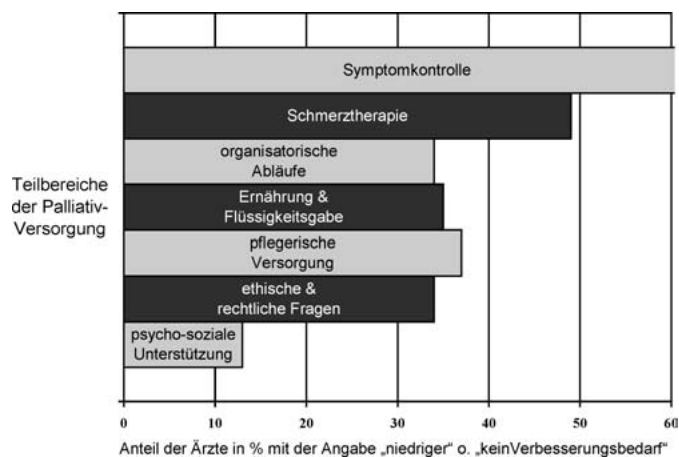 Symptomkontrolle
Schmerztherapie
organisatorische
Abläufe
Teilbereiche
der Palliativ-
Versorgung
Ernährung &
Flüssigkeitsgabe
pflegerische
Versorgung
ethische &
rechtliche Fragen
psycho-soziale
Unterstützung
0 10 20 30 40 50 60
Anteil der Ärzte in % mit der Angabe „niedriger“ o. „keinVerbesserungsbedarf“